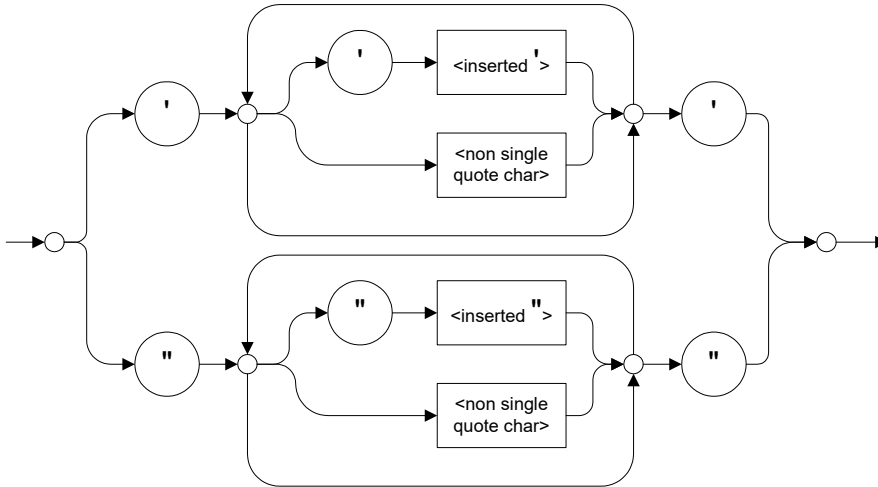 '
<inserted '>
'
'
<non single
quote char>
"
<inserted ">
"
"
<non single
quote char>